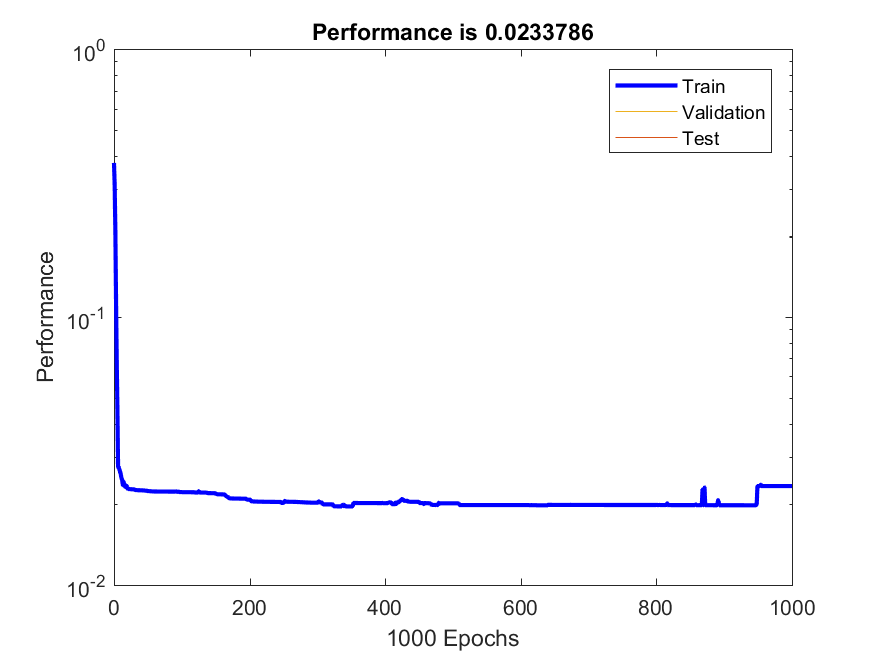 Performance is 0.0233786
10^0
Train
Validation
Test
Performance
10^-1
10^-2
0 200 400 600 800 1000
1000 Epochs